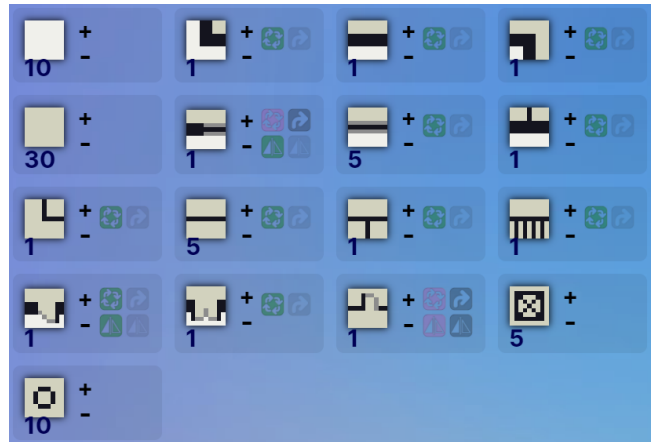 + + + +
- - - -
10 1 1 1
+ + + +
- - - -
30 1 5 1
+ + + +
- - - -
1 5 1 1
+ + + +
- - - -
1 1 1 5
+
-
10